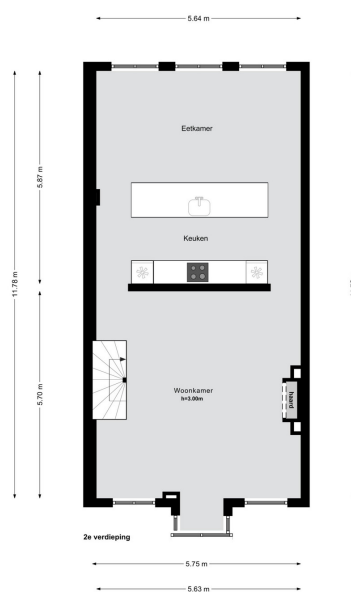 5.64 m
Eetkamer
5.87 m
Keuken
11.78 m
Woonkamer
h=3.00m
haard
5.70 m
2e verdieping
5.75 m
5.63 m